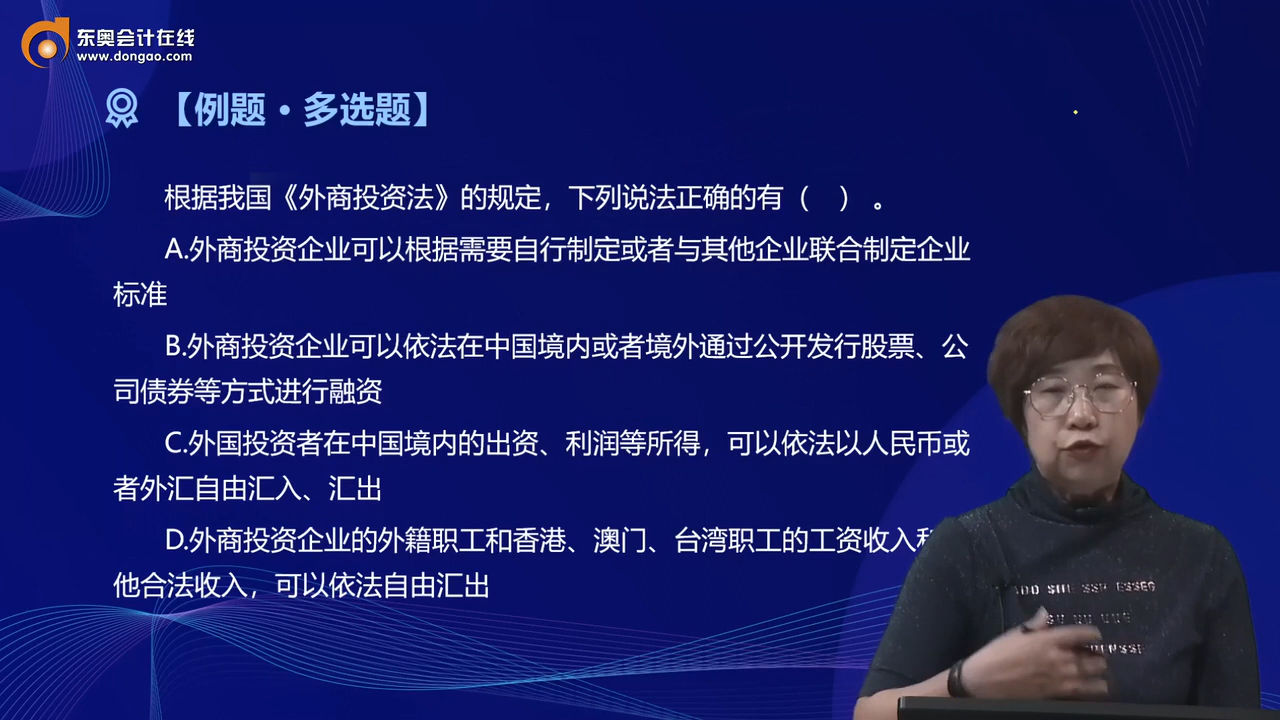 东奥会计在线
www.dongao.com
【例题·多选题】
根据我国《外商投资法》的规定，下列说法正确的有（　）。
A.外商投资企业可以根据需要自行制定或者与其他企业联合制定企业
标准
B.外商投资企业可以依法在中国境内或者境外通过公开发行股票、公
司债券等方式进行融资
C.外国投资者在中国境内的出资、利润等所得，可以依法以人民币或
者外汇自由汇入、汇出
D.外商投资企业的外籍职工和香港、澳门、台湾职工的工资收入和
他合法收入，可以依法自由汇出